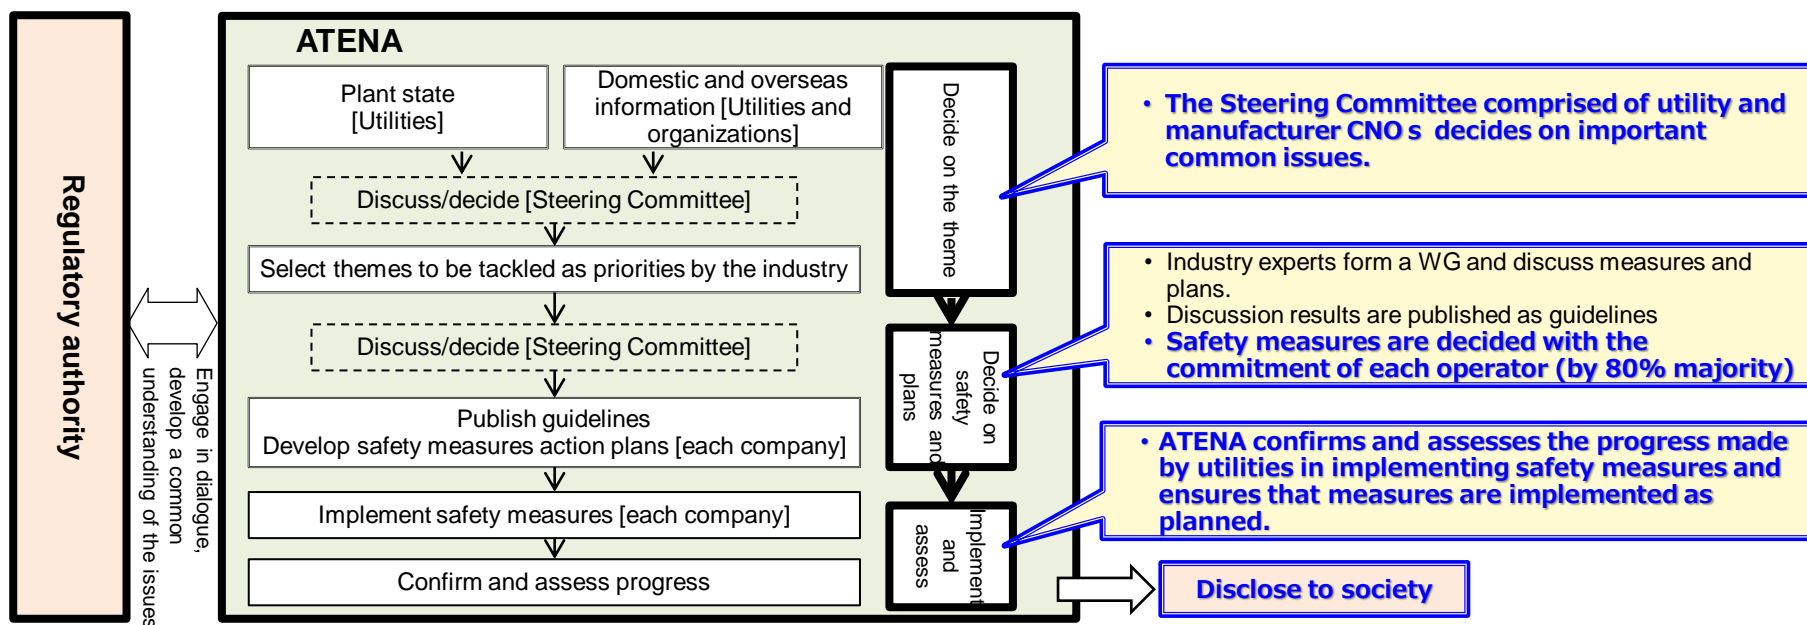 Regulatory authority
Engage in dialogue,
develop a common
understanding of the issues
ATENA
Plant state
[Utilities]
Domestic and overseas
information [Utilities and
organizations]
Discuss/decide [Steering Committee]
Select themes to be tackled as priorities by the industry
Discuss/decide [Steering Committee]
Publish guidelines
Develop safety measures action plans [each company]
Implement safety measures [each company]
Confirm and assess progress
Decide on the theme
Decide on
safety
measures and
plans
Implement
and
assess
• The Steering Committee comprised of utility and
manufacturer CNO s decides on important
common issues.
• Industry experts form a WG and discuss measures and
plans.
• Discussion results are published as guidelines
• Safety measures are decided with the
commitment of each operator (by 80% majority)
• ATENA confirms and assesses the progress made
by utilities in implementing safety measures and
ensures that measures are implemented as
planned.
Disclose to society